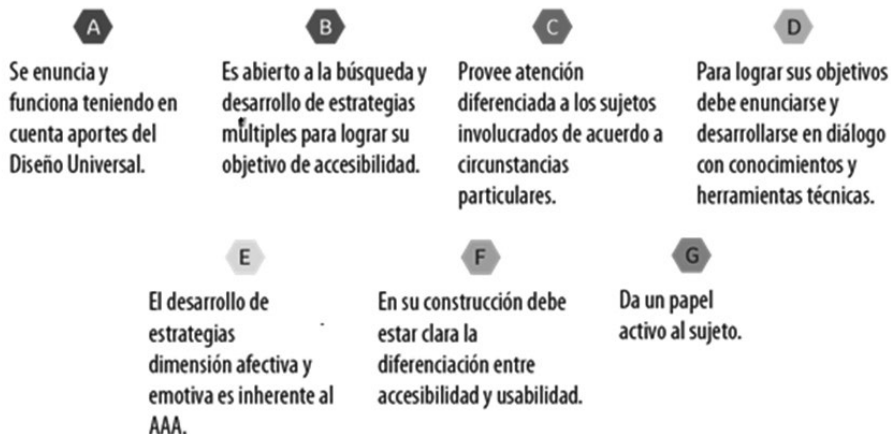 A
Se enuncia y
funciona teniendo en
cuenta aportes del
Diseño Universal.
B
Es abierto a la búsqueda y
desarrollo de estrategias
múltiples para lograr su
objetivo de accesibilidad.
C
Provee atención
diferenciada a los sujetos
involucrados de acuerdo a
circunstancias
particulares.
D
Para lograr sus objetivos
debe enunciarse y
desarrollarse en diálogo
con conocimientos y
herramientas técnicas.
E
El desarrollo de
estrategias
dimensión afectiva y
emotiva es inherente al
AAA.
F
En su construcción debe
estar clara la
diferenciación entre
accesibilidad y usabilidad.
G
Da un papel
activo al sujeto.